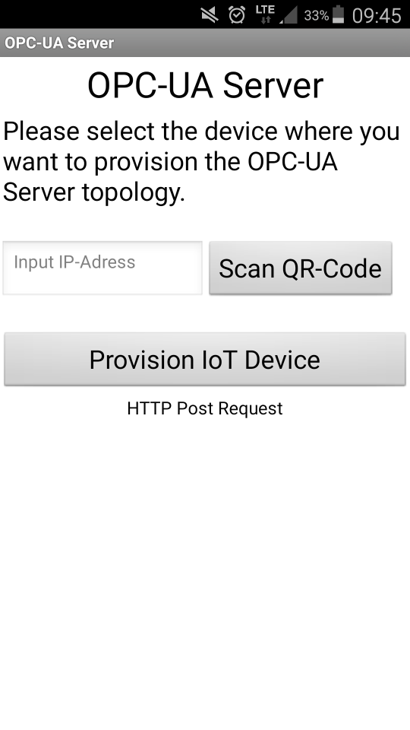 LTE 33% 09:45
OPC-UA Server
OPC-UA Server
Please select the device where you
want to provision the OPC-UA
Server topology.
Input IP-Adress Scan QR-Code
Provision IoT Device
HTTP Post Request